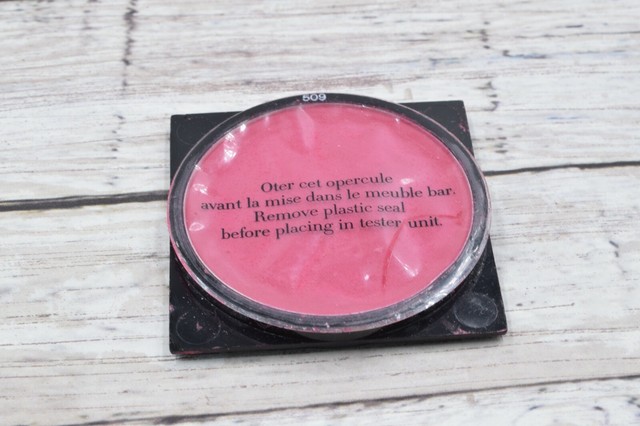 509
Oter cet opercule
avant la mise dans le meuble bar.
Remove plastic seal
before placing in tester unit.